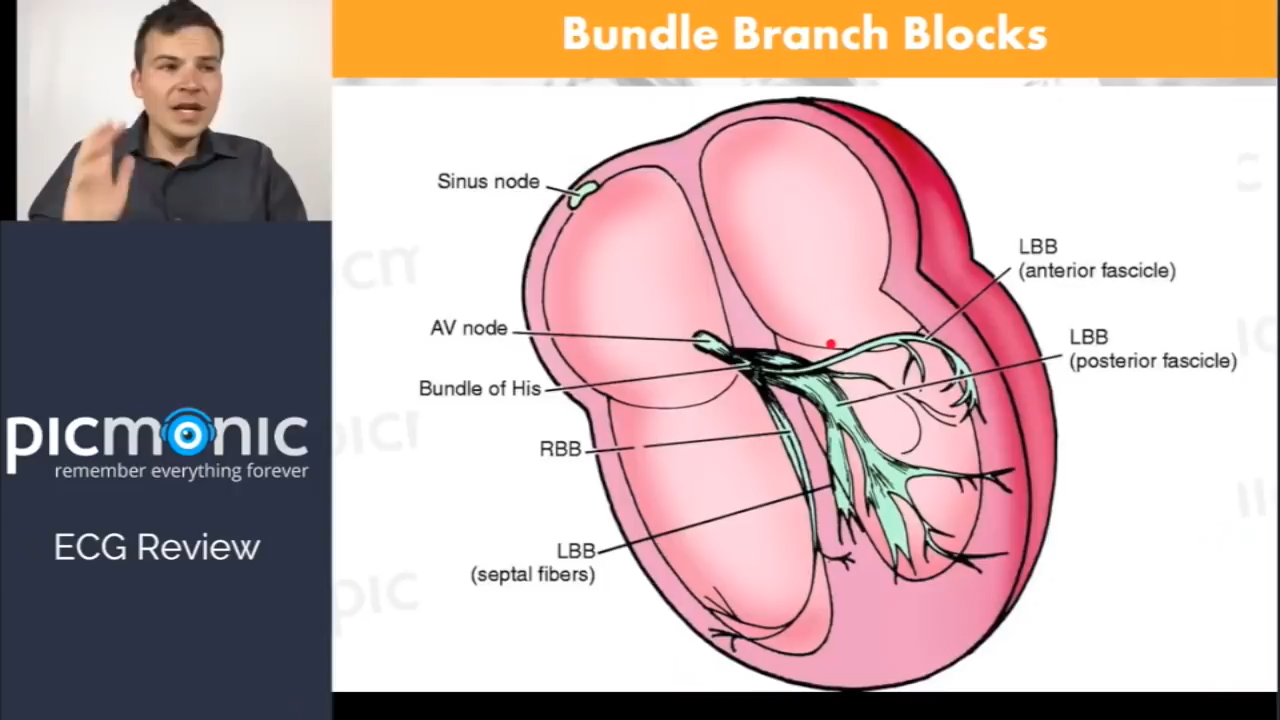 Bundle Branch Blocks
Sinus node
LBB
(anterior fascicle)
AV node
LBB
(posterior fascicle)
Bundle of His
RBB
LBB
(septal fibers)
picmonic
remember everything forever
ECG Review